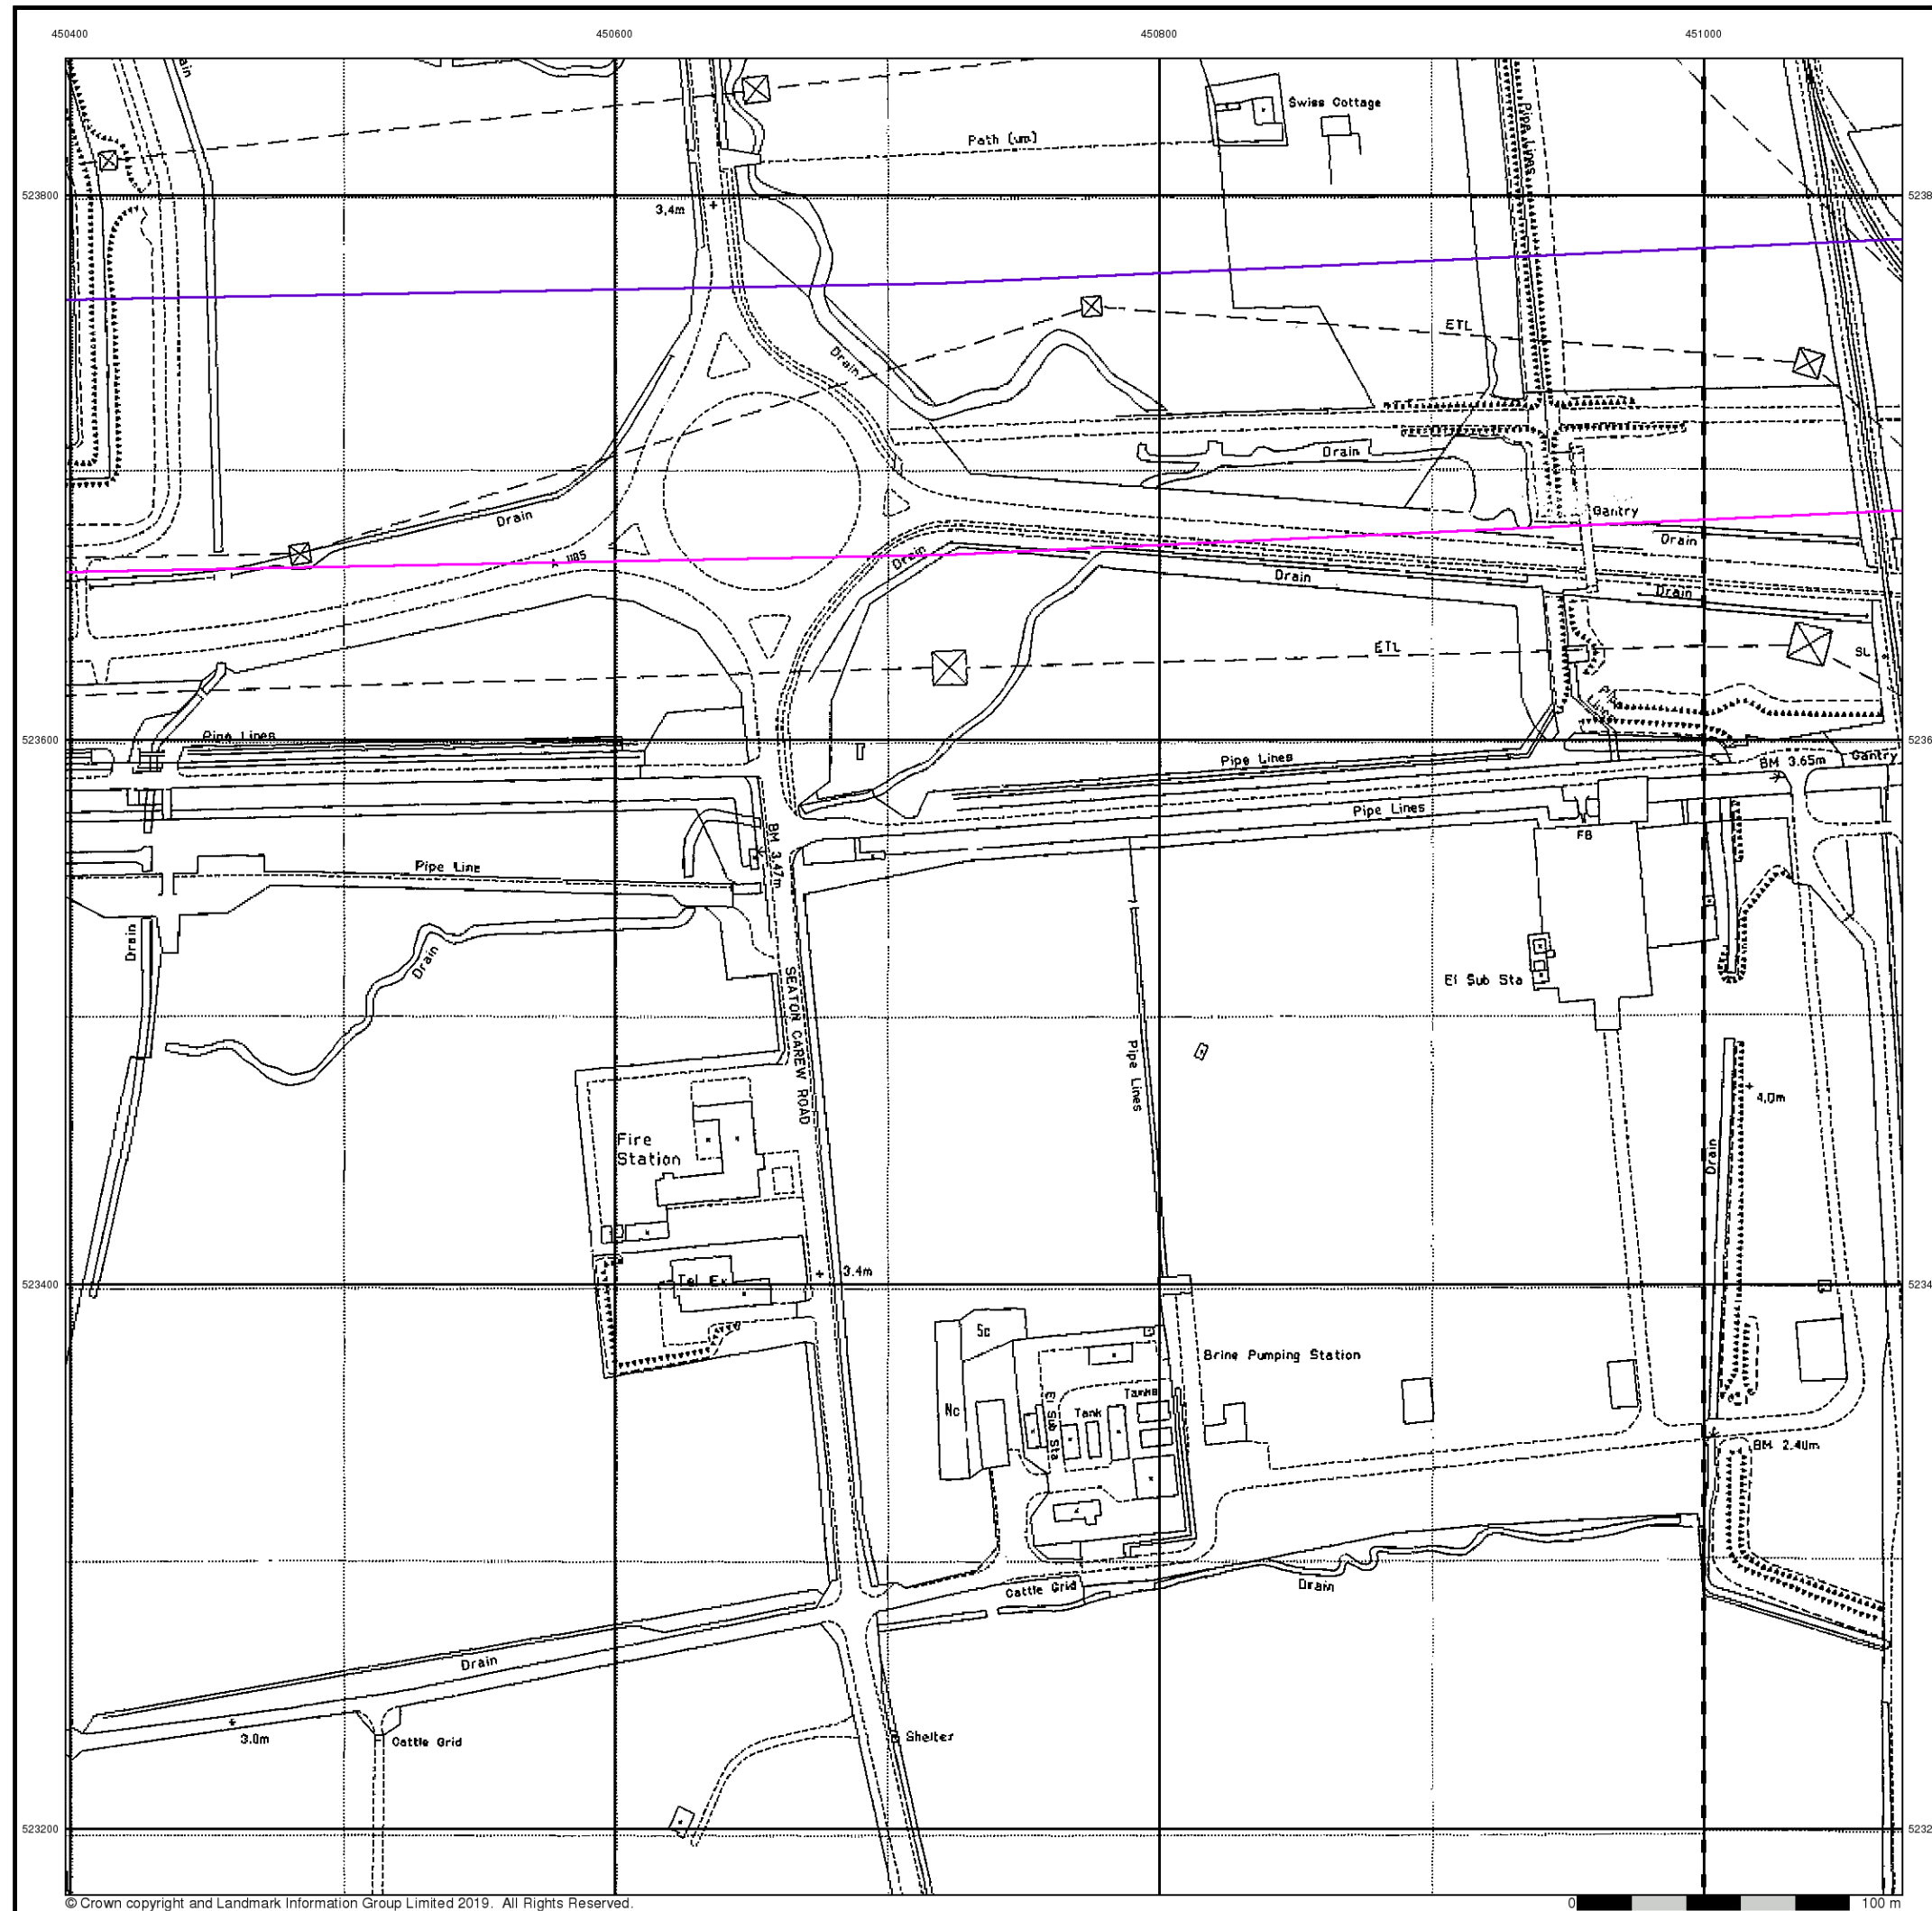 450400
450600
450800
451000
Swiss Cottage
Path (um)
Pipe Lines
523800
3.4m
ETL
Drain
Drain
Drain
Gantry
A 1185
Drain
Drain
Drain
Drain
ETL
SL
Pipe Lines
523600
Pipe Lines
BM 3.65m
Gantry
Pipe Lines
FB
BM 3.47m
Pipe Line
Drain
Drain
El Sub Sta
SEATON CAREW ROAD
Pipe Lines
4.0m
Fire
Station
Drain
Tel Ex
3.4m
523400
Sc
Brine Pumping Station
Tanks
Nc
El Sub Sta
Tank
BM 2.40m
Cattle Grid
Drain
Drain
3.0m
Cattle Grid
Shelter
523200
© Crown copyright and Landmark Information Group Limited 2019. All Rights Reserved.
0
100 m